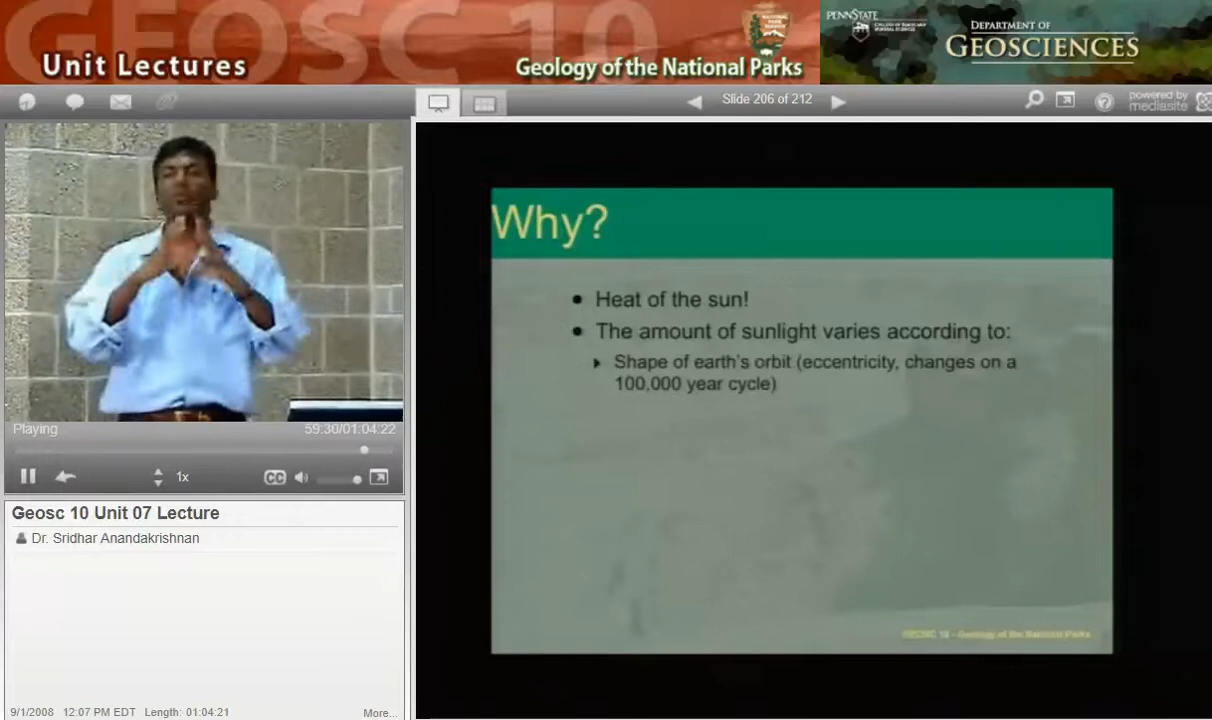 GEOSC 10
Unit Lectures
Geology of the National Parks
NATIONAL PARK SERVICE
PENNSTATE
DEPARTMENT OF
GEOSCIENCES
Slide 206 of 212
powered by
mediasite
Why?
Heat of the sun!
The amount of sunlight varies according to:
Shape of earth's orbit (eccentricity, changes on a
100,000 year cycle)
GEOSC 10 - Geology of the National Parks
Playing
59:30/01:04:22
1x
CC
Geosc 10 Unit 07 Lecture
Dr. Sridhar Anandakrishnan
9/1/2008 12:07 PM EDT Length: 01:04:21
More...